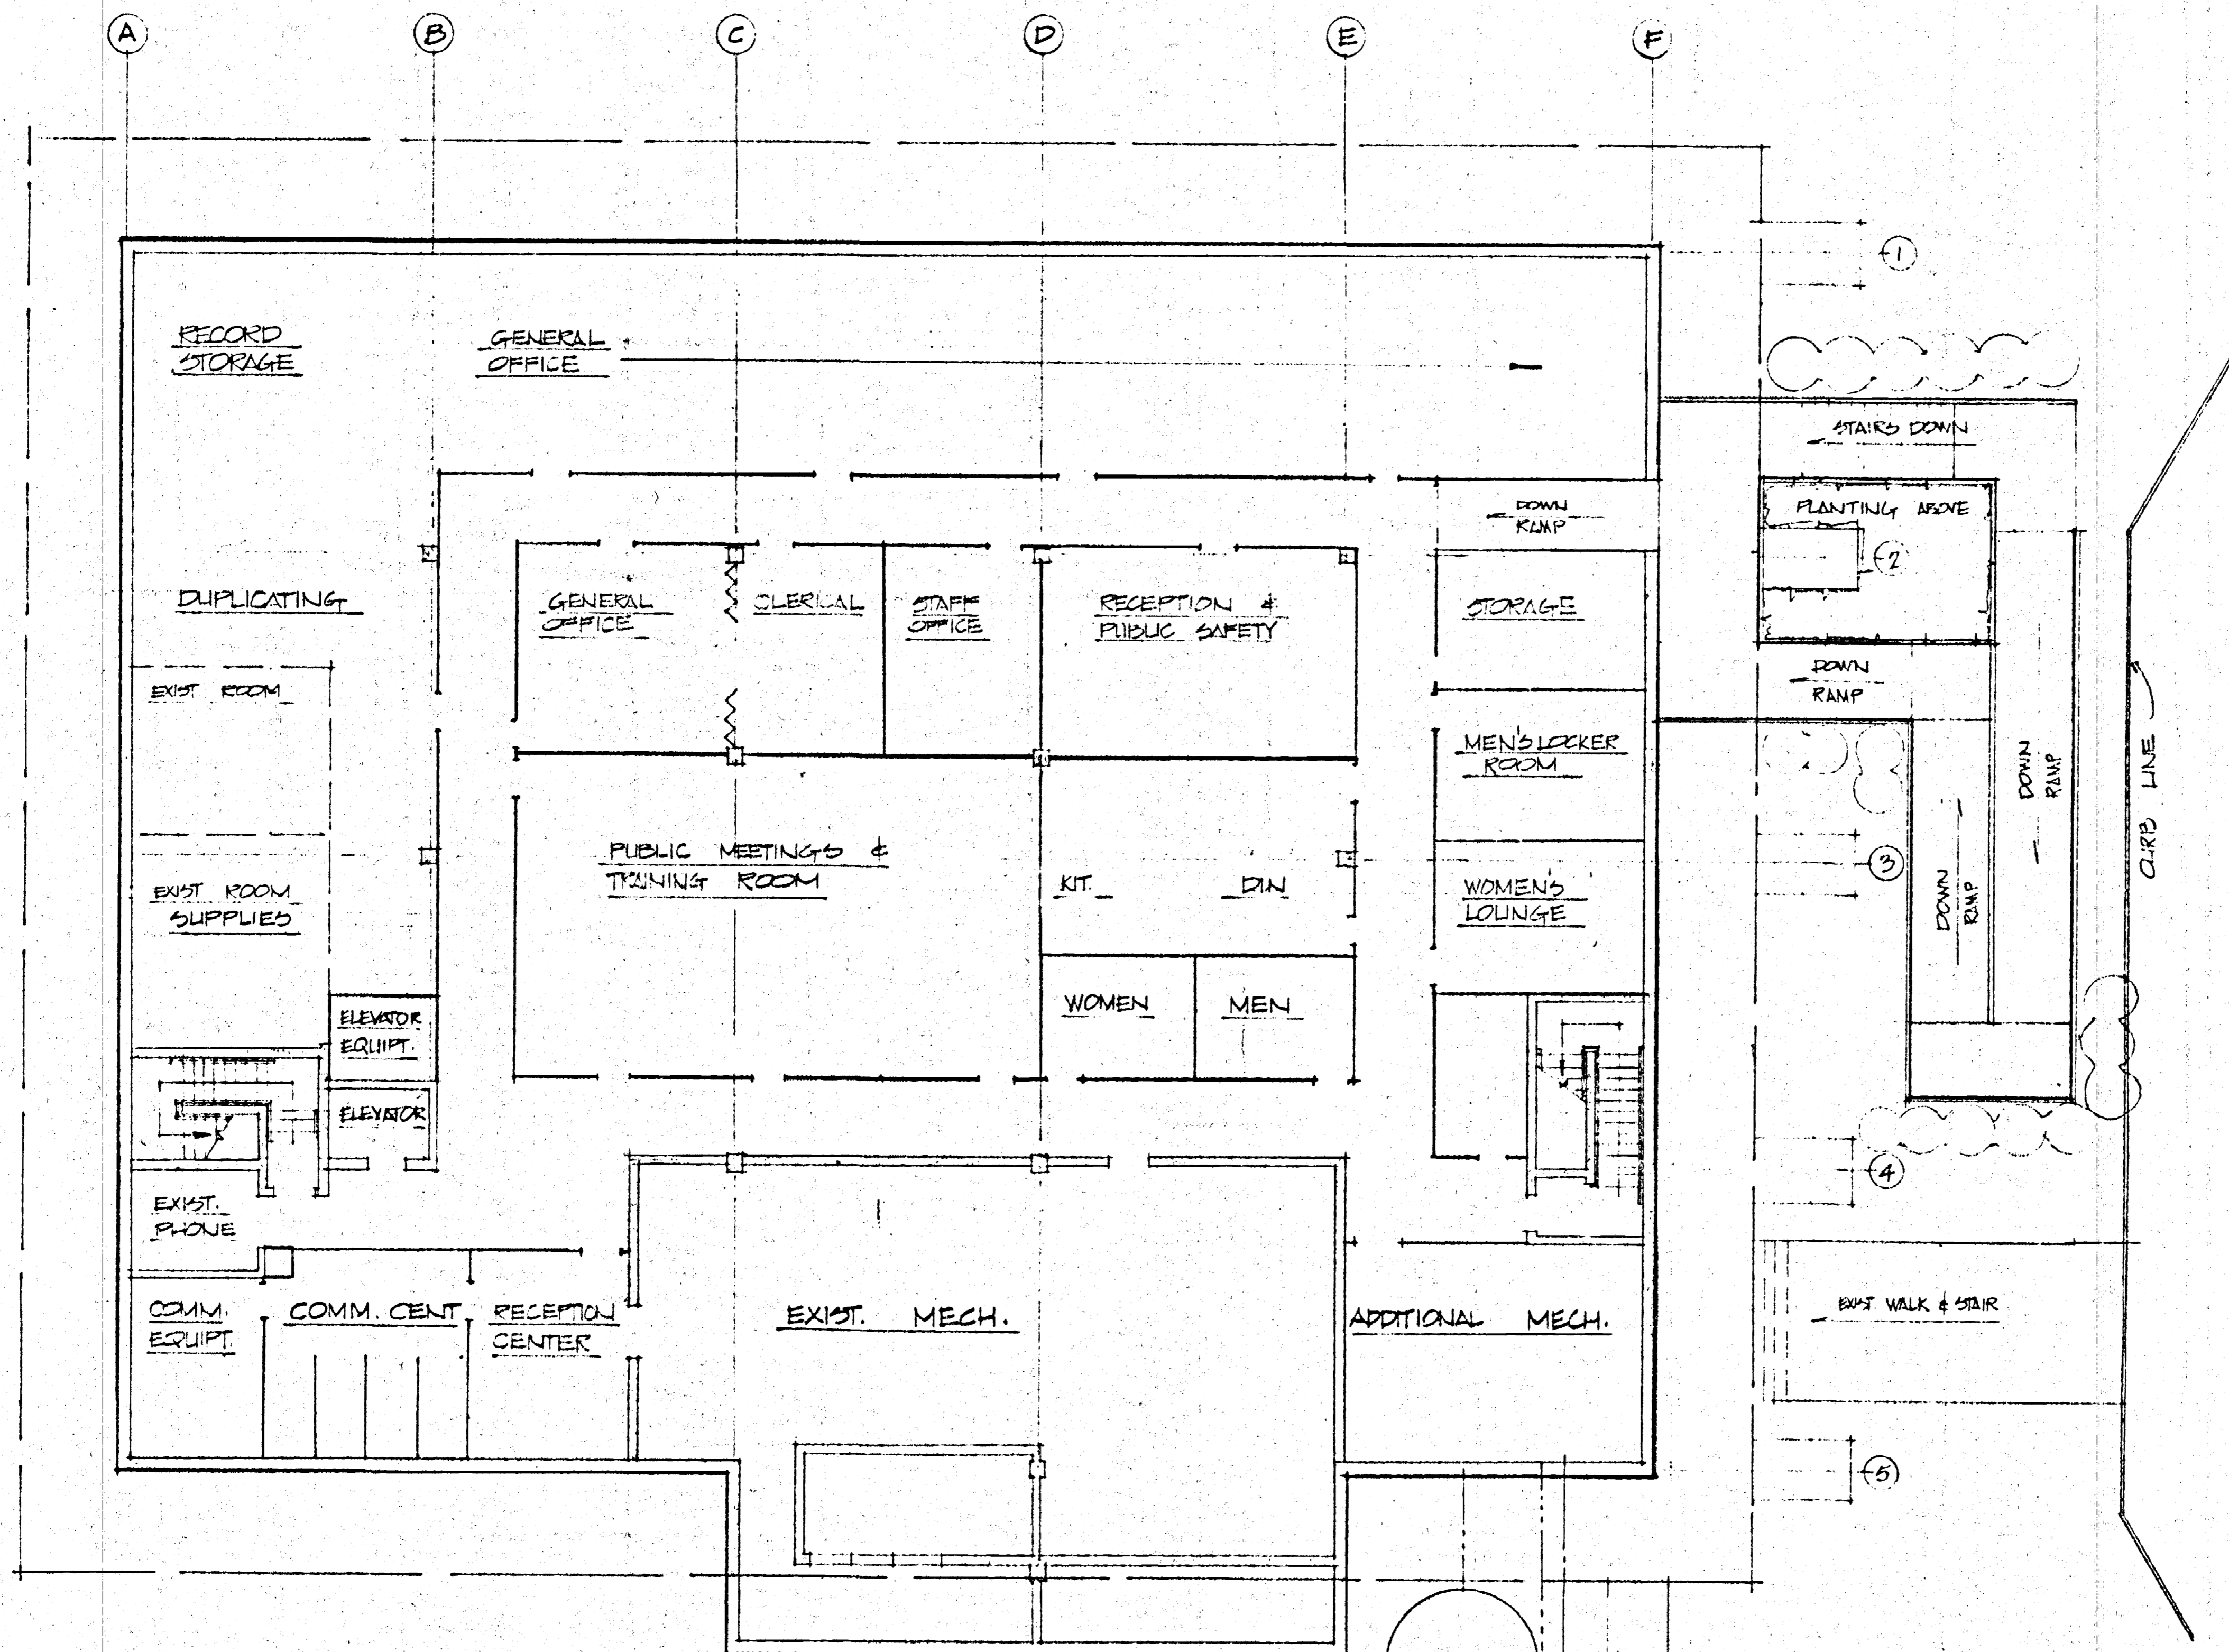 A B C D E F
1
RECORD
STORAGE
GENERAL
OFFICE
STAIRS DOWN
PLANTING ABOVE
DOWN
RAMP
2
DUPLICATING
GENERAL
OFFICE
CLERICAL
STAFF
OFFICE
RECEPTION &
PUBLIC SAFETY
STORAGE
EXIST ROOM
DOWN
RAMP
MEN'S LOCKER
ROOM
DOWN
RAMP
CURB LINE
PUBLIC MEETINGS &
TRAINING ROOM
KIT.
DIN
3
EXIST ROOM
SUPPLIES
WOMEN'S
LOUNGE
DOWN
RAMP
WOMEN
MEN
ELEVATOR
EQUIPT.
ELEVATOR
4
EXIST.
PHONE
COMM.
EQUIPT.
COMM. CENT.
RECEPTION
CENTER
EXIST. MECH.
ADDITIONAL MECH.
EXIST. WALK & STAIR
5